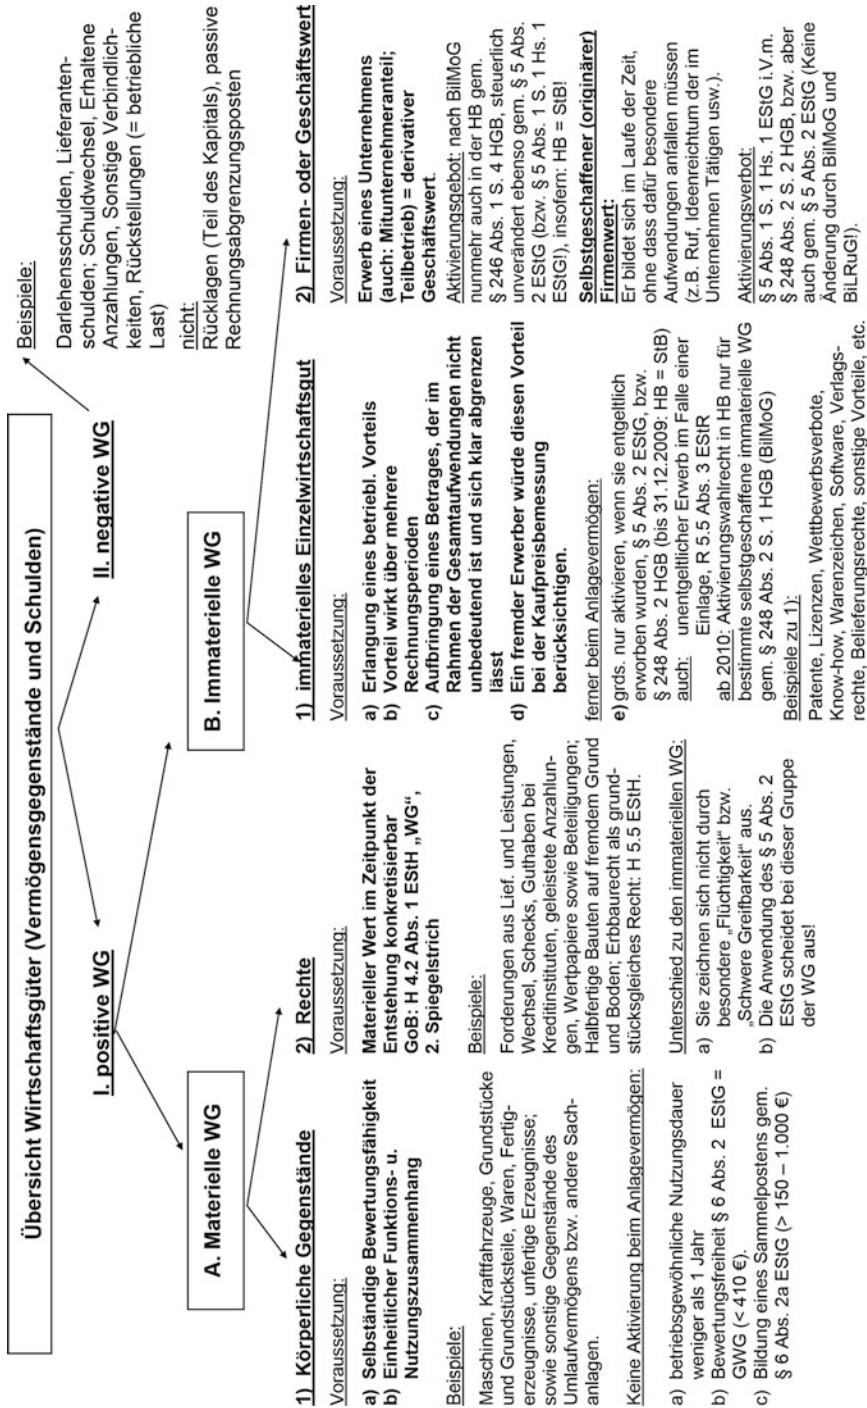 Übersicht Wirtschaftsgüter (Vermögensgegenstände und Schulden)
I. positive WG
II. negative WG
Beispiele:
Darlehensschulden, Lieferanten-
schulden; Schuldwechsel, Erhaltene
Anzahlungen, Sonstige Verbindlich-
keiten, Rückstellungen (= betriebliche
Last)
nicht:
Rücklagen (Teil des Kapitals), passive
Rechnungsabgrenzungsposten
A. Materielle WG
B. Immaterielle WG
1) Körperliche Gegenstände
Voraussetzung:
a) Selbständige Bewertungsfähigkeit
b) Einheitlicher Funktions- u.
Nutzungszusammenhang
Beispiele:
Maschinen, Kraftfahrzeuge, Grundstücke
und Grundstücksteile, Waren, Fertig-
erzeugnisse, unfertige Erzeugnisse;
sowie sonstige Gegenstände des
Umlaufvermögens bzw. andere Sach-
anlagen.
Keine Aktivierung beim Anlagevermögen:
a) betriebsgewöhnliche Nutzungsdauer
weniger als 1 Jahr
b) Bewertungsfreiheit § 6 Abs. 2 EStG =
GWG (< 410 €).
c) Bildung eines Sammelpostens gem.
§ 6 Abs. 2a EStG (> 150 – 1.000 €)
2) Rechte
Voraussetzung:
Materieller Wert im Zeitpunkt der
Entstehung konkretisierbar
GoB: H 4.2 Abs. 1 EStH „WG“,
2. Spiegelstrich
Beispiele:
Forderungen aus Lief. und Leistungen,
Wechsel, Schecks, Guthaben bei
Kreditinstituten, geleistete Anzahlun-
gen, Wertpapiere sowie Beteiligungen;
Halbfertige Bauten auf fremdem Grund
und Boden; Erbbaurecht als grund-
stücksgleiches Recht: H 5.5 EStH.
Unterschied zu den immateriellen WG:
a) Sie zeichnen sich nicht durch
besondere „Flüchtigkeit“ bzw.
„Schwere Greifbarkeit“ aus.
b) Die Anwendung des § 5 Abs. 2
EStG scheidet bei dieser Gruppe
der WG aus!
1) immaterielles Einzelwirtschaftsgut
Voraussetzung:
a) Erlangung eines betriebl. Vorteils
b) Vorteil wirkt über mehrere
Rechnungsperioden
c) Aufbringung eines Betrages, der im
Rahmen der Gesamtaufwendungen nicht
unbedeutend ist und sich klar abgrenzen
lässt
d) Ein fremder Erwerber würde diesen Vorteil
bei der Kaufpreisbemessung
berücksichtigen.
ferner beim Anlagevermögen:
e) grds. nur aktivieren, wenn sie entgeltlich
erworben wurden, § 5 Abs. 2 EStG, bzw.
§ 248 Abs. 2 HGB (bis 31.12.2009: HB = StB)
auch: unentgeltlicher Erwerb im Falle einer
Einlage, R 5.5 Abs. 3 EStR
ab 2010: Aktivierungswahlrecht in HB nur für
bestimmte selbstgeschaffene immaterielle WG
gem. § 248 Abs. 2 S. 1 HGB (BilMoG)
Beispiele zu 1):
Patente, Lizenzen, Wettbewerbsverbote,
Know-how, Warenzeichen, Software, Verlags-
rechte, Belieferungsrechte, sonstige Vorteile, etc.
2) Firmen- oder Geschäftswert
Voraussetzung:
Erwerb eines Unternehmens
(auch: Mitunternehmeranteil;
Teilbetrieb) = derivativer
Geschäftswert.
Aktivierungsgebot: nach BilMoG
nunmehr auch in der HB gem.
§ 246 Abs. 1 S. 4 HGB, steuerlich
unverändert ebenso gem. § 5 Abs.
2 EStG (bzw. § 5 Abs. 1 S. 1 Hs. 1
EStG!), insofern: HB = StB!
Selbstgeschaffener (originärer)
Firmenwert:
Er bildet sich im Laufe der Zeit,
ohne dass dafür besondere
Aufwendungen anfallen müssen
(z.B. Ruf, Ideenreichtum der im
Unternehmen Tätigen usw.).
Aktivierungsverbot:
§ 5 Abs. 1 S. 1 Hs. 1 EStG i.V.m.
§ 248 Abs. 2 S. 2 HGB, bzw. aber
auch gem. § 5 Abs. 2 EStG (Keine
Änderung durch BilMoG und
BiLRuG!).